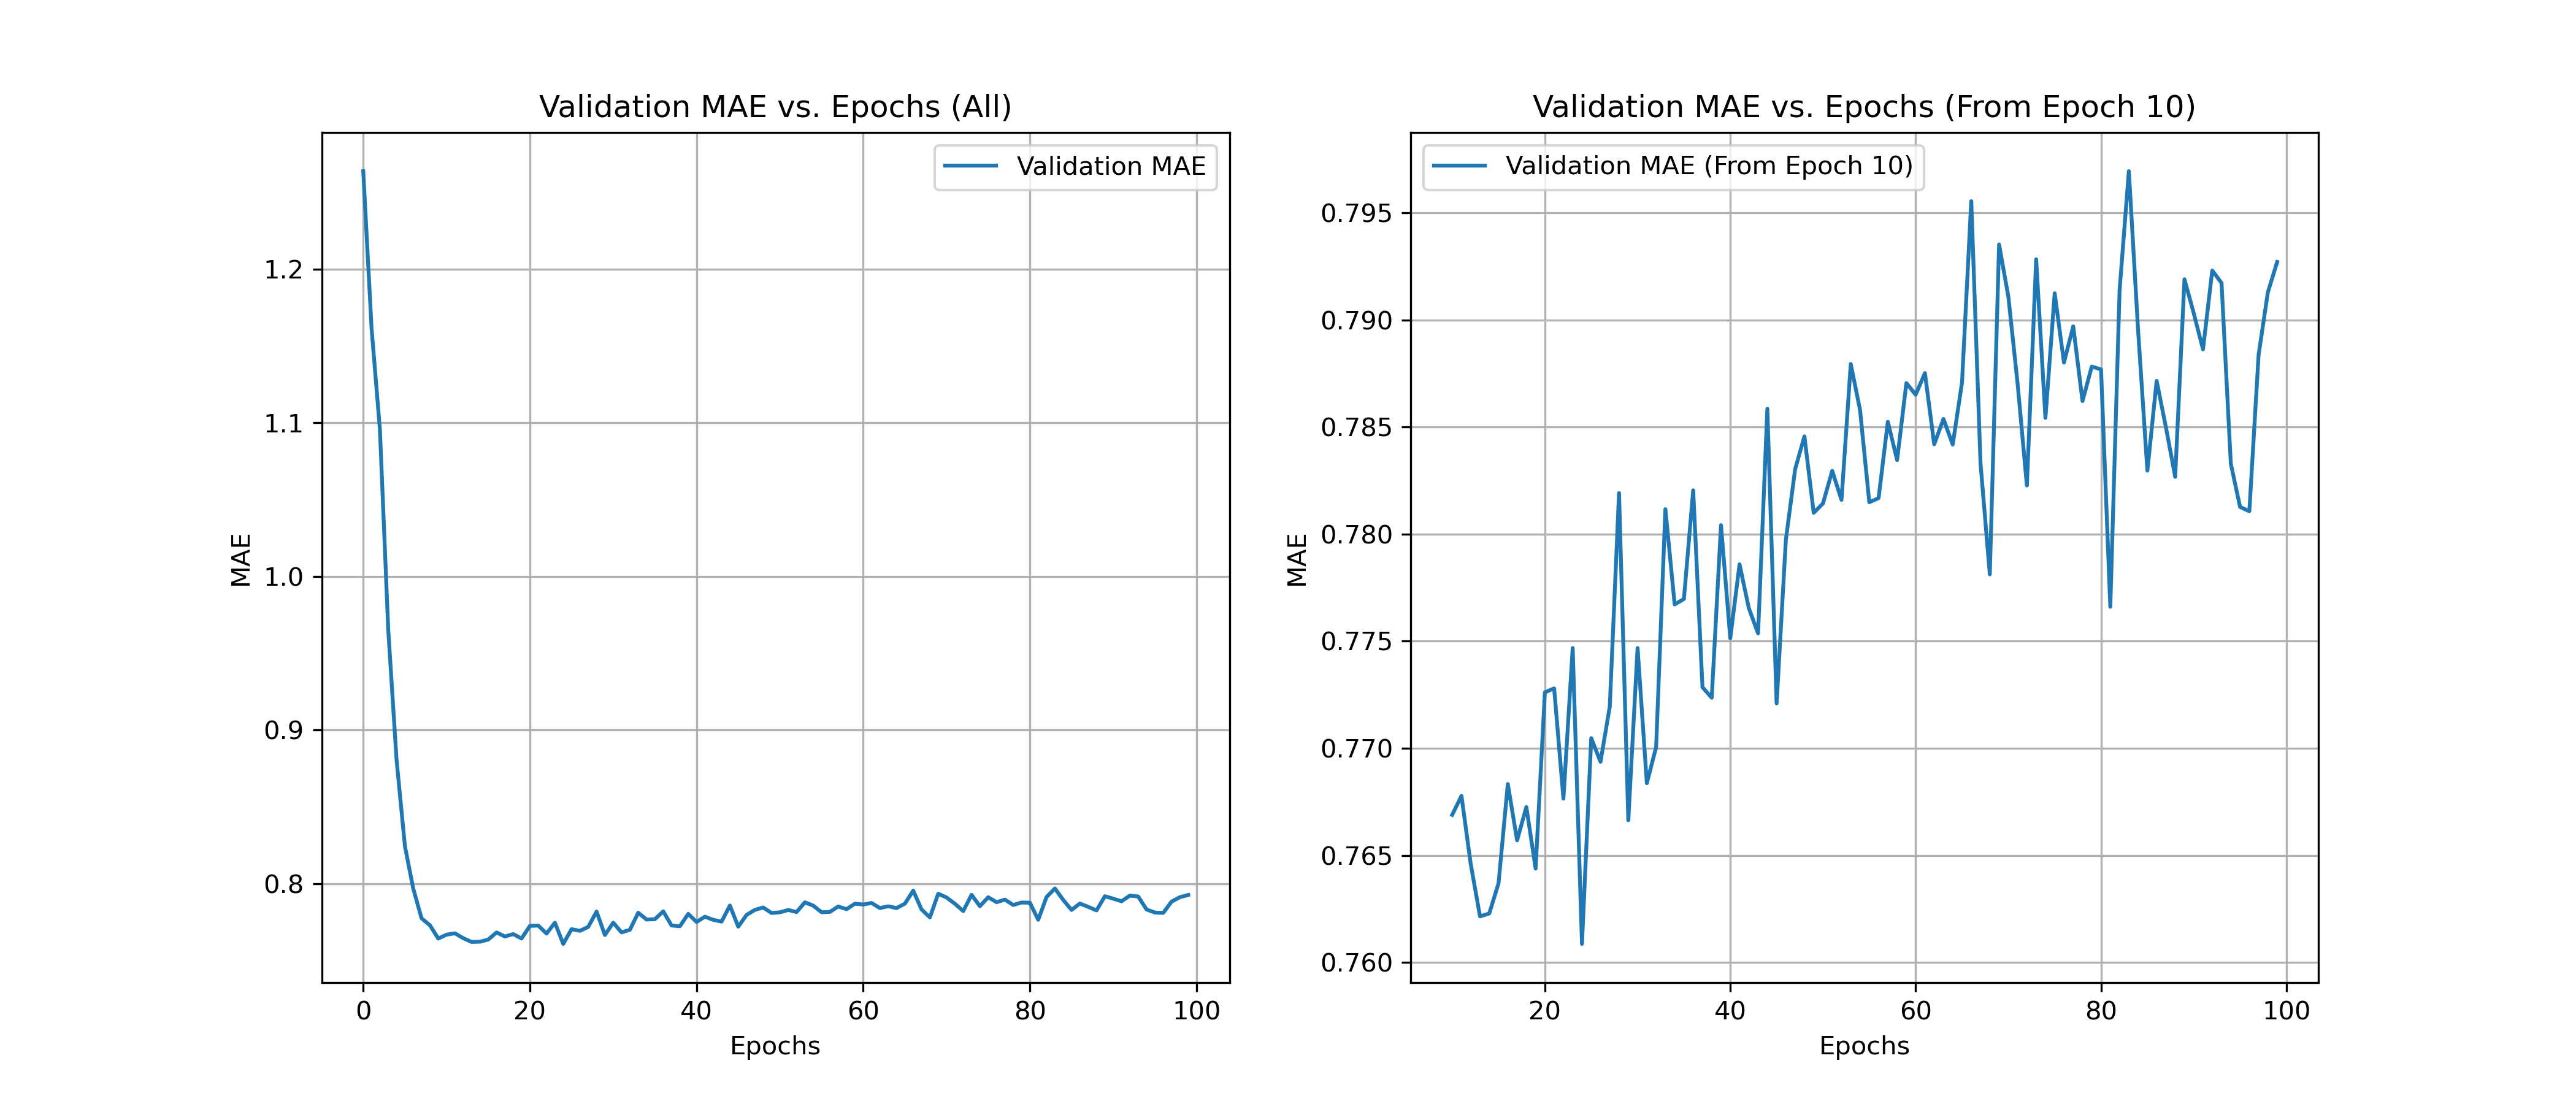 Validation MAE vs. Epochs (All)
Validation MAE
1.2
1.1
1.0
0.9
0.8
MAE
0 20 40 60 80 100
Epochs
Validation MAE vs. Epochs (From Epoch 10)
Validation MAE (From Epoch 10)
0.795
0.790
0.785
0.780
0.775
0.770
0.765
0.760
MAE
20 40 60 80 100
Epochs